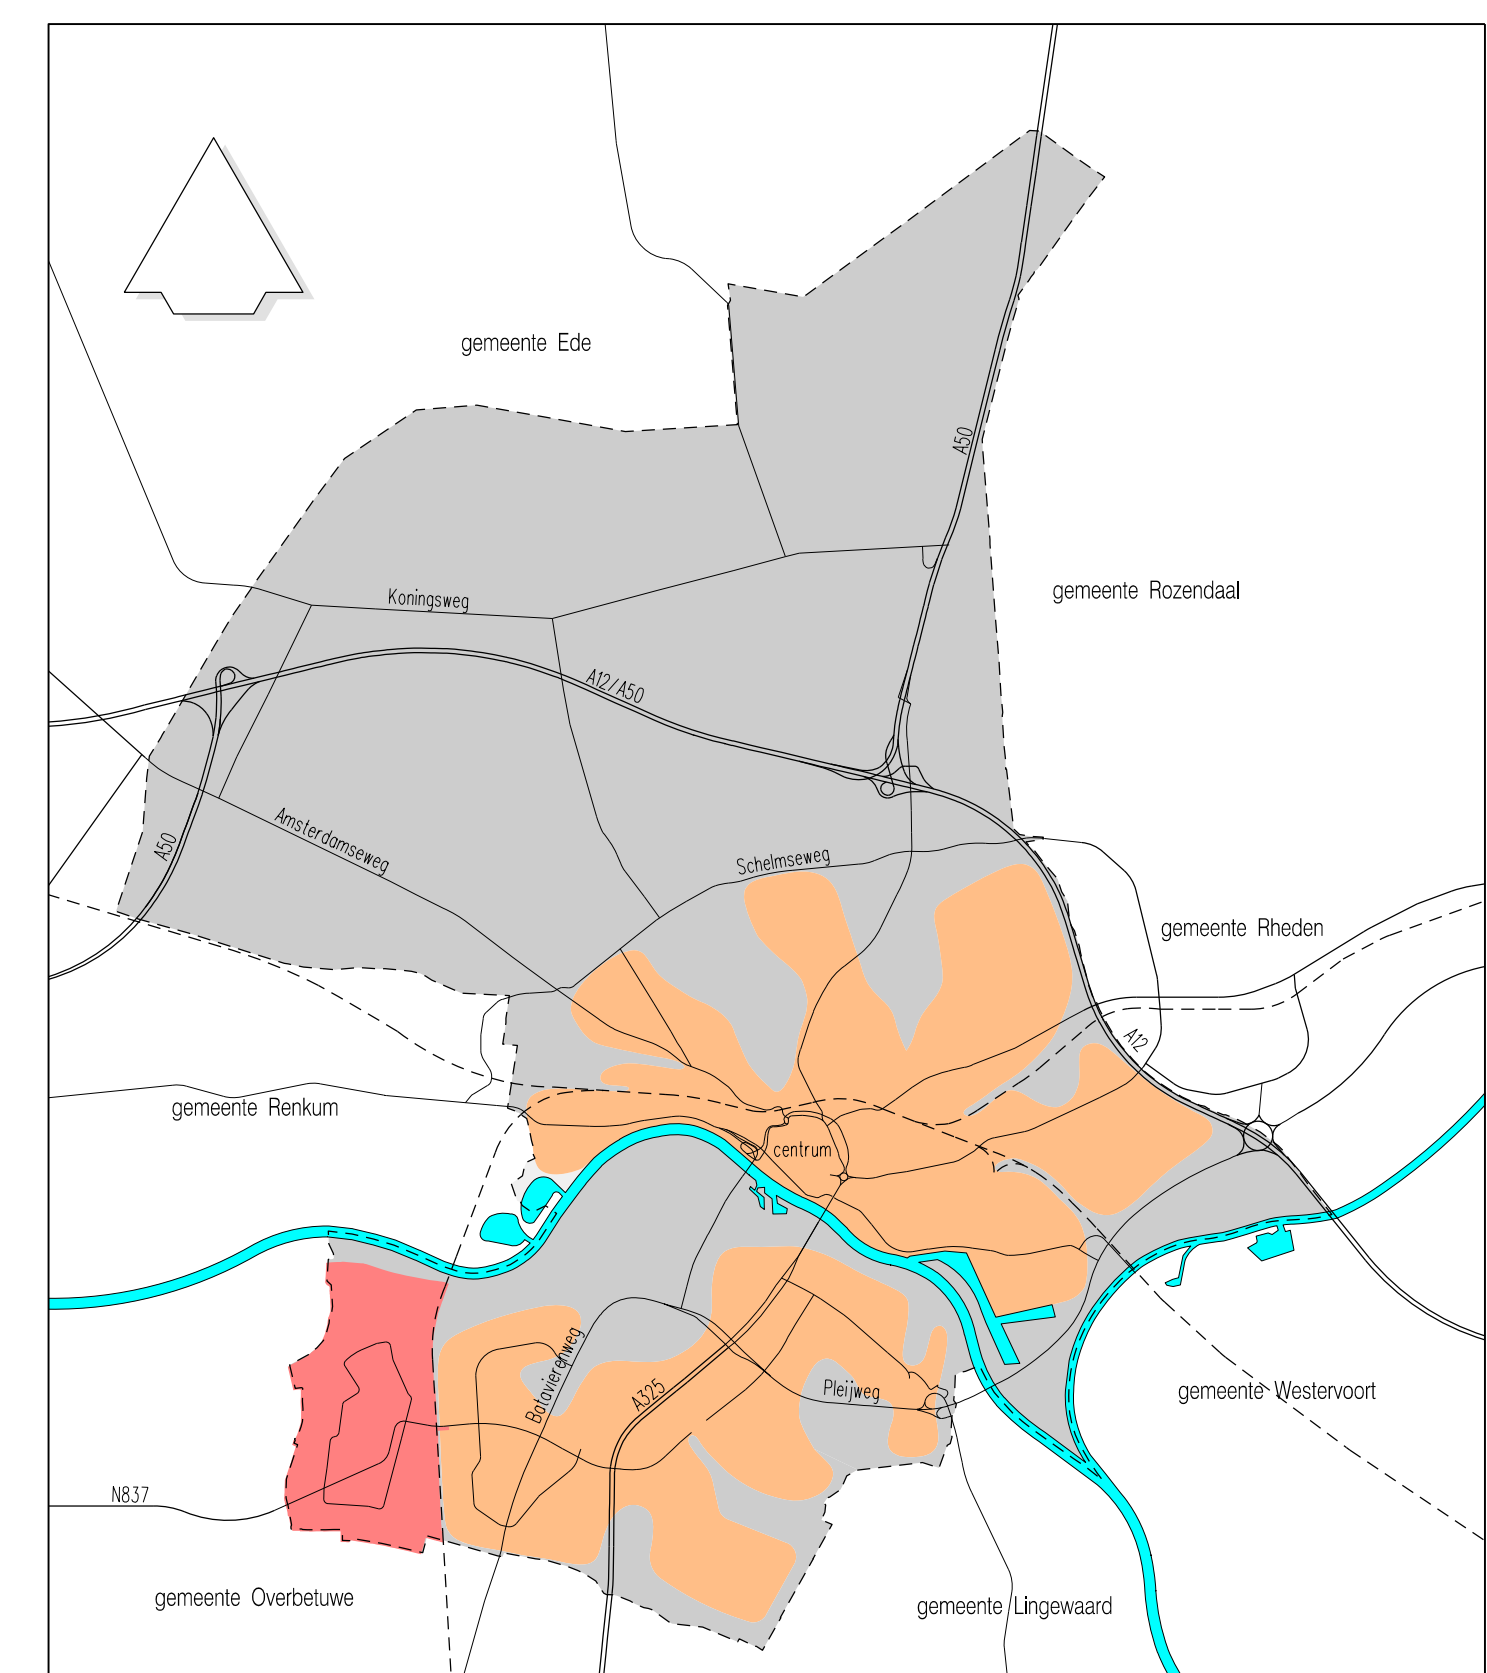 gemeente Ede
A50
gemeente Rozendaal
Koningsweg
A12/A50
A50
Amsterdamseweg
Schelmseweg
gemeente Rheden
A12
gemeente Renkum
centrum
Batavierenweg
A325
Pleijweg
gemeente Westervoort
N837
gemeente Overbetuwe
gemeente Lingewaard